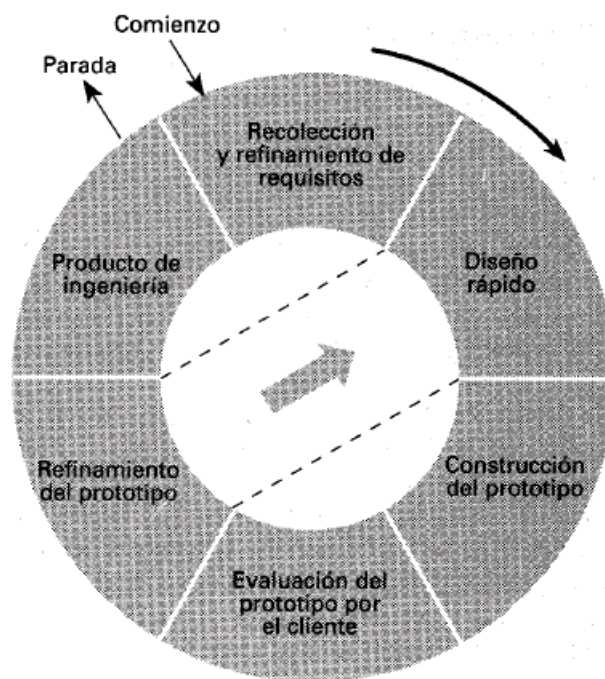 Comienzo
Parada
Recolección
y refinamiento de
requisitos
Diseño
rápido
Construcción
del prototipo
Evaluación del
prototipo por
el cliente
Refinamiento
del prototipo
Producto de
ingeniería